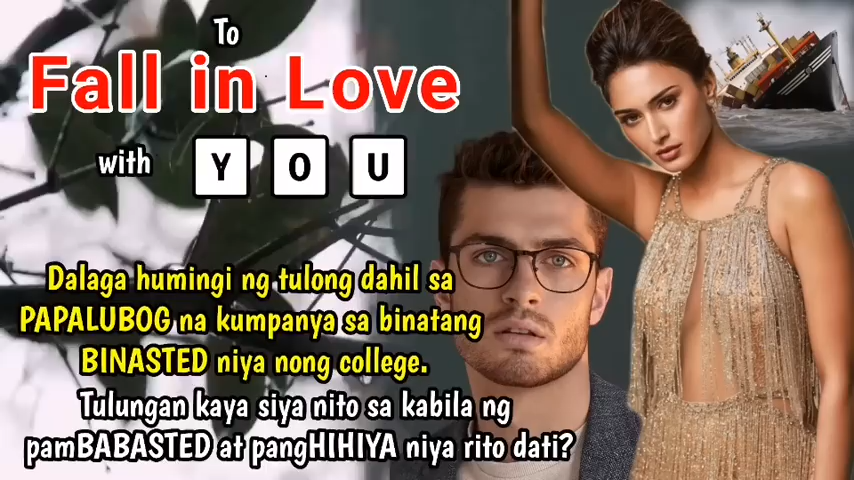 To
Fall in Love
with Y O U
Dalaga humingi ng tulong dahil sa
PAPALUBOG na kumpanya sa binatang
BINASTED niya nong college.
Tulungan kaya siya nito sa kabila ng
pamBABASTED at pangHIHIYA niya rito dati?